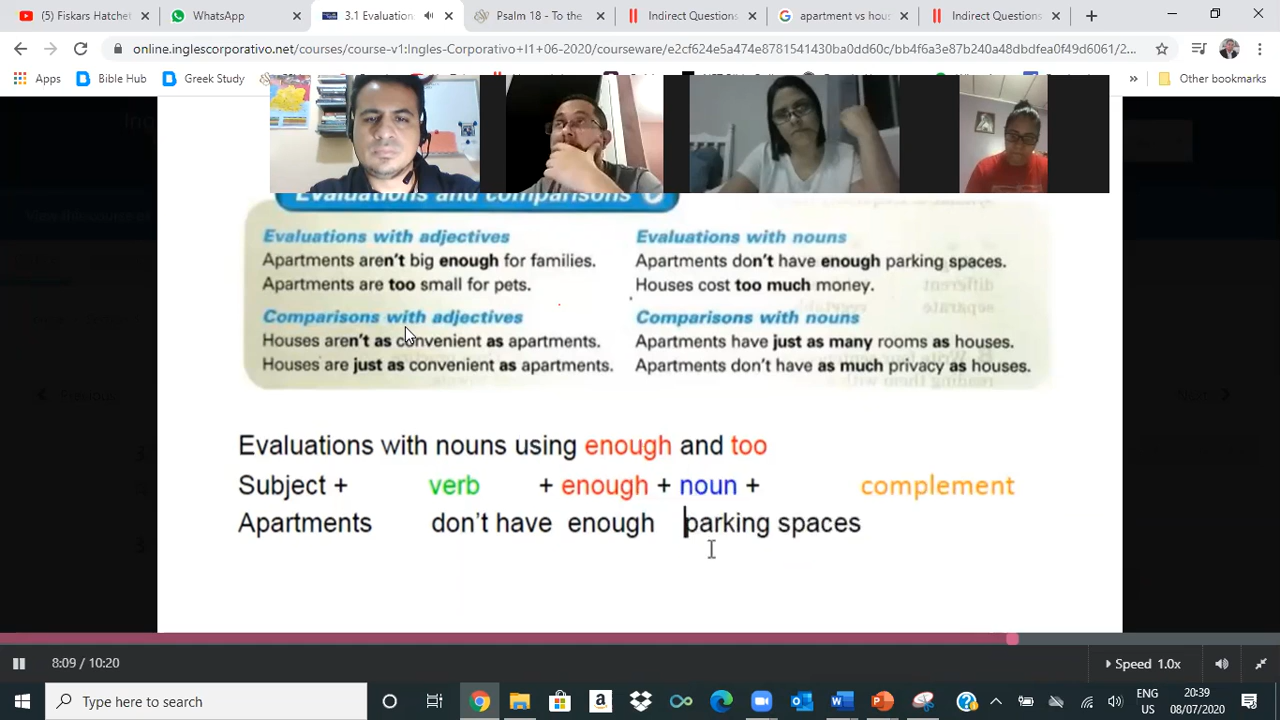 (5) Tiskara Hatchet
WhatsApp
3.1 Evaluation
Psalm 18 - To the
Indirect Questions
apartment vs hous
Indirect Questions
online.inglescorporativo.net/courses/course-v1:Ingles-Corporativo+I1+06-2020/courseware/e2cf624e5a474e8781541430ba0dd60c/bb4f6a3e87b240a48dbdfea0f49d6061/2...
Apps
Bible Hub
Greek Study
Other bookmarks
Evaluations and comparisons
Evaluations with adjectives
Apartments aren't big enough for families.
Apartments are too small for pets.
Comparisons with adjectives
Houses aren't as convenient as apartments.
Houses are just as convenient as apartments.
Evaluations with nouns
Apartments don't have enough parking spaces.
Houses cost too much money.
Comparisons with nouns
Apartments have just as many rooms as houses.
Apartments don't have as much privacy as houses.
Previous
Next
Evaluations with nouns using enough and too
Subject + verb + enough + noun + complement
Apartments don't have enough parking spaces
8:09 / 10:20
Speed 1.0x
Type here to search
ENG
US
20:39
08/07/2020